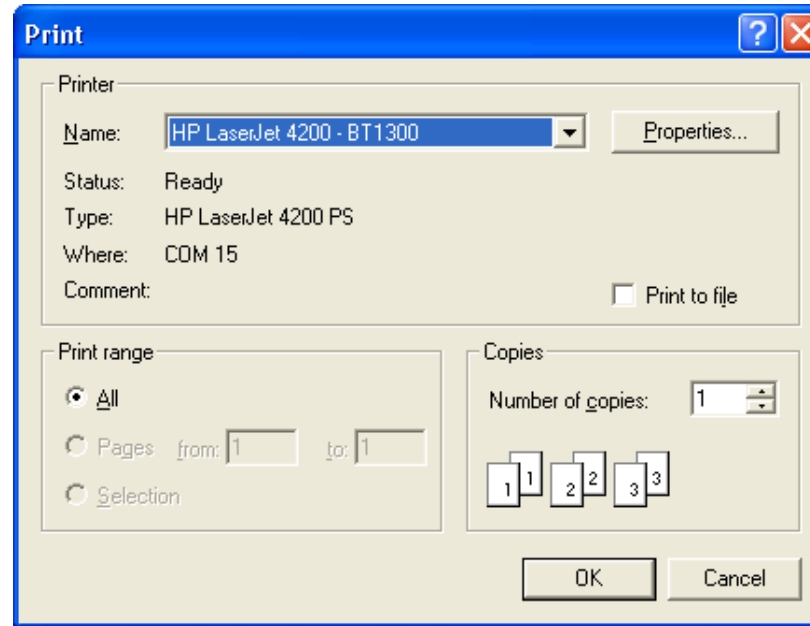 Print
Printer
Name: HP LaserJet 4200 - BT1300 Properties...
Status: Ready
Type: HP LaserJet 4200 PS
Where: COM 15
Comment:
Print to file
Print range
All
Pages from: 1 to: 1
Selection
Copies
Number of copies: 1
1 1 2 2 3 3
OK Cancel